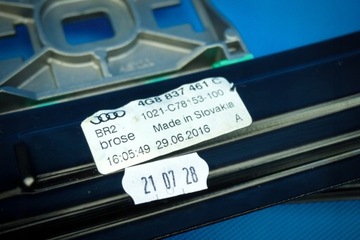 4G8 837 461 C
1021-C78153-100
BR2
Made in Slovakia
brose
16:05:49 29.06.2016 A
21 07 28